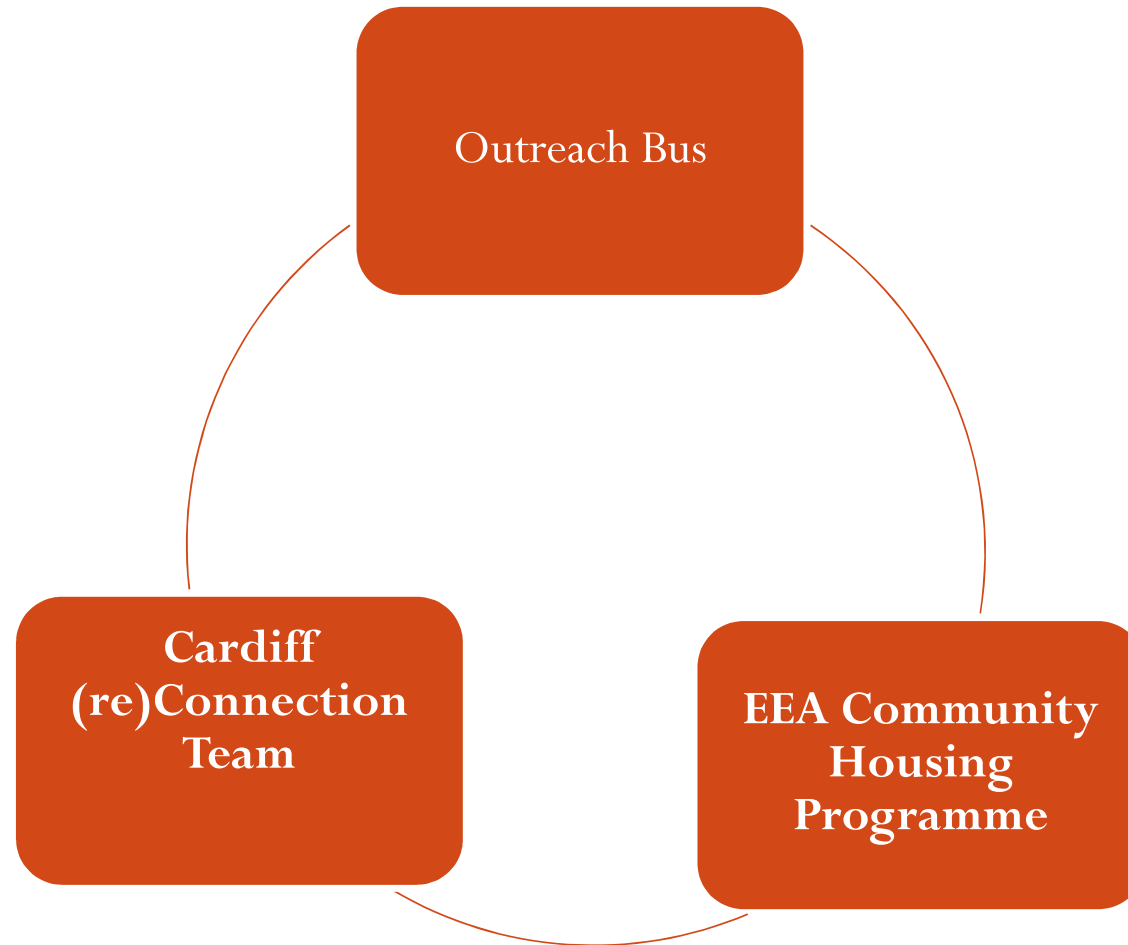 Outreach Bus
Cardiff
(re)Connection
Team
EEA Community
Housing
Programme